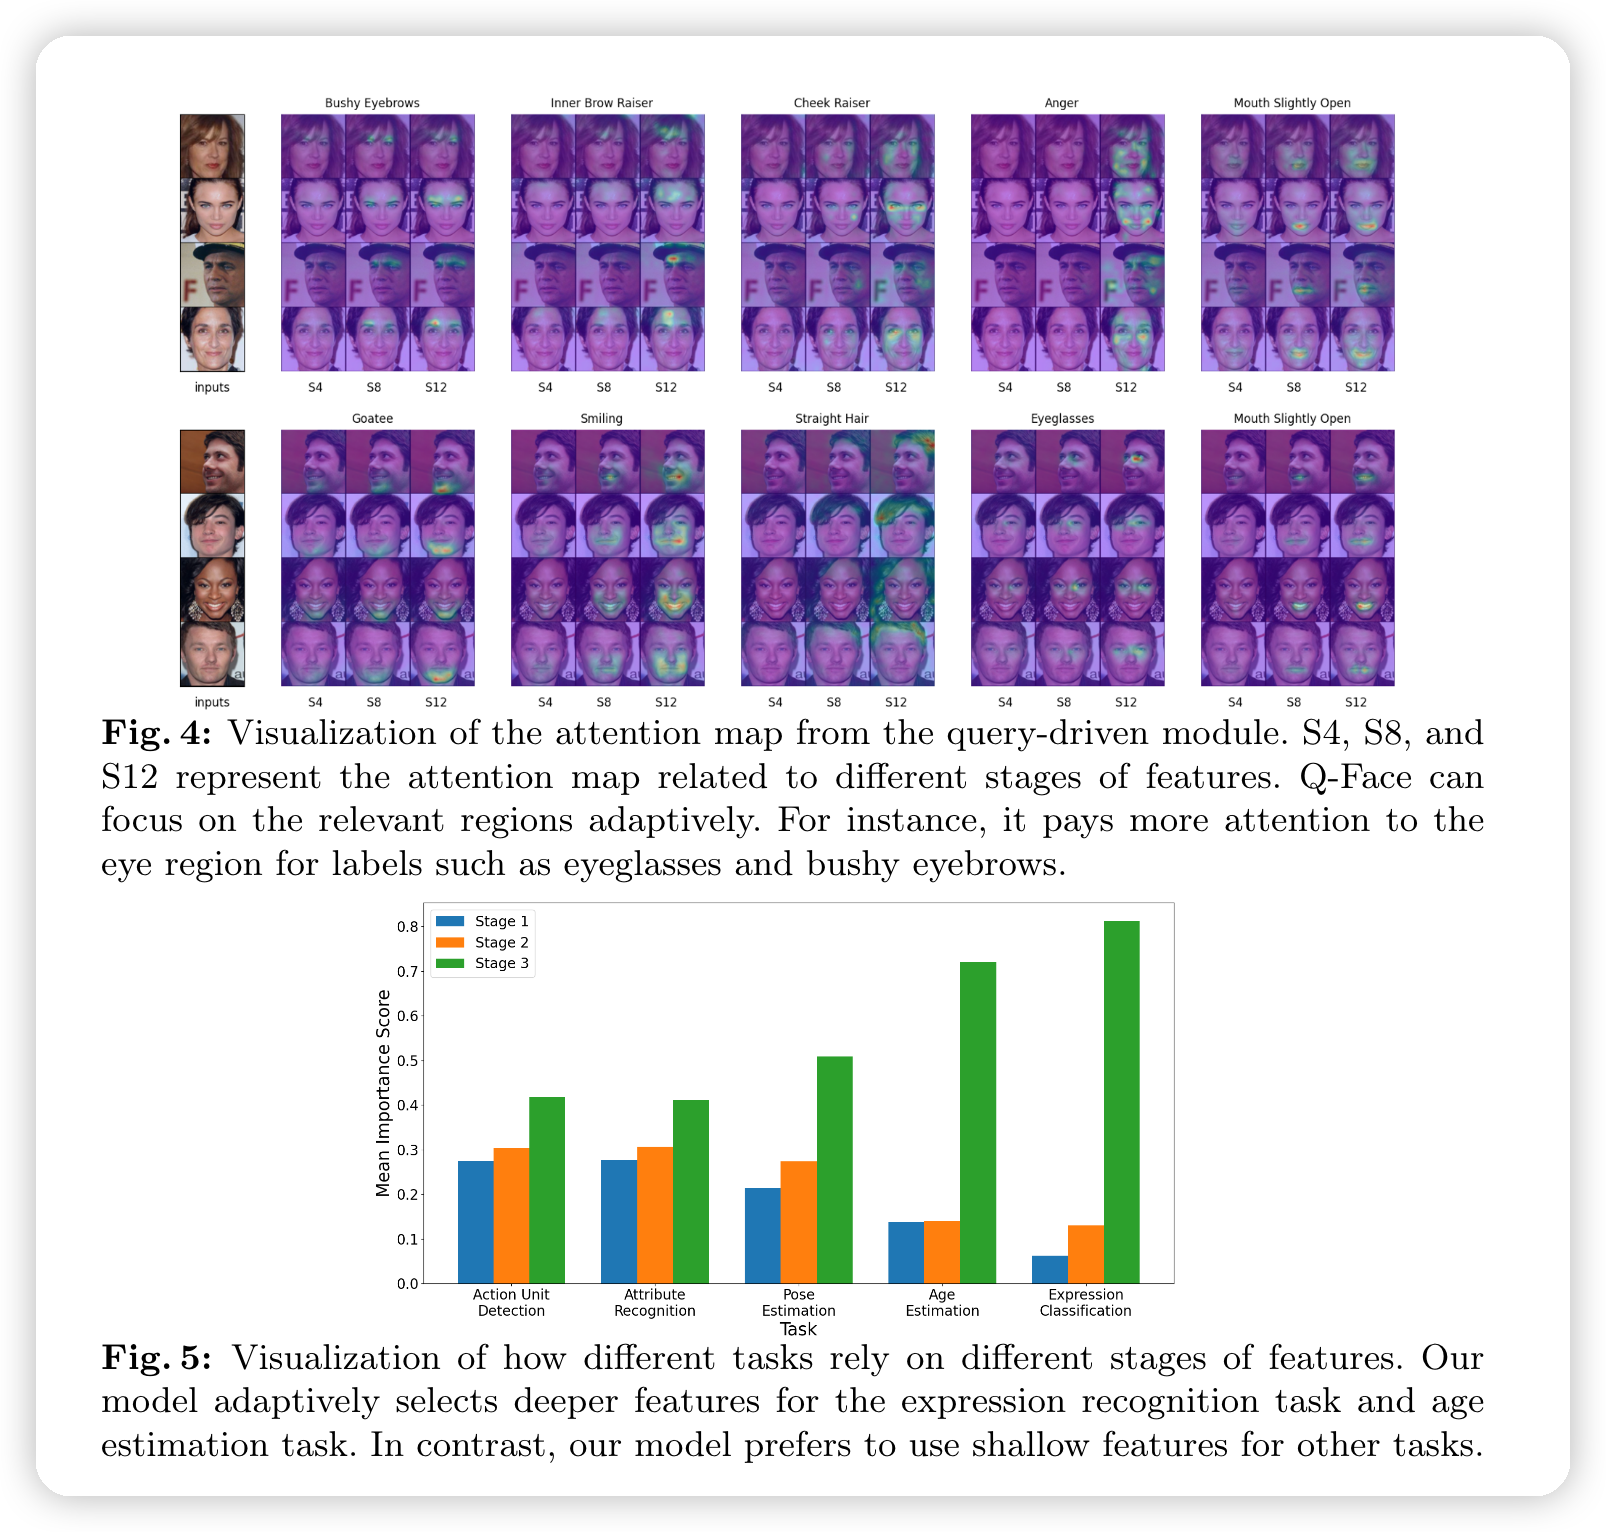 Bushy Eyebrows Inner Brow Raiser Cheek Raiser Anger Mouth Slightly Open
inputs S4 S8 S12 S4 S8 S12 S4 S8 S12 S4 S8 S12 S4 S8 S12
Goatee Smiling Straight Hair Eyeglasses Mouth Slightly Open
inputs S4 S8 S12 S4 S8 S12 S4 S8 S12 S4 S8 S12 S4 S8 S12
Fig. 4: Visualization of the attention map from the query-driven module. S4, S8, and
S12 represent the attention map related to different stages of features. Q-Face can
focus on the relevant regions adaptively. For instance, it pays more attention to the
eye region for labels such as eyeglasses and bushy eyebrows.
Stage 1
Stage 2
Stage 3
Mean Importance Score
0.8
0.7
0.6
0.5
0.4
0.3
0.2
0.1
0.0
Action Unit Attribute Pose Age Expression
Detection Recognition Estimation Estimation Classification
Task
Fig. 5: Visualization of how different tasks rely on different stages of features. Our
model adaptively selects deeper features for the expression recognition task and age
estimation task. In contrast, our model prefers to use shallow features for other tasks.